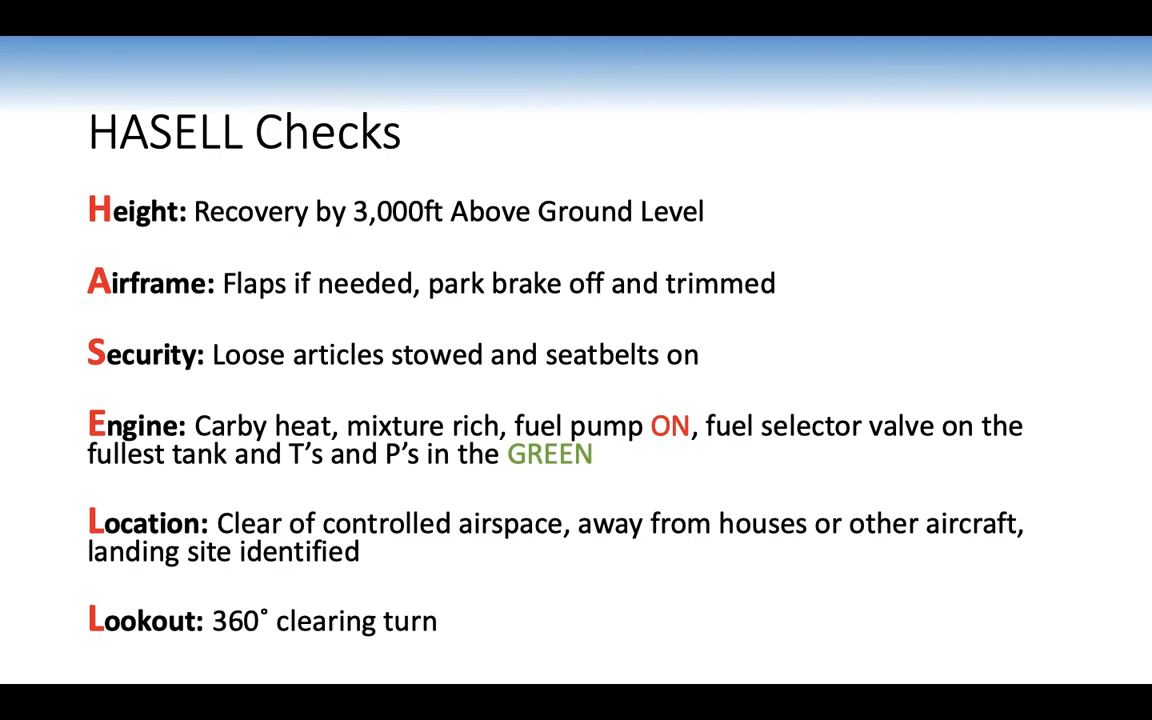 HASELL Checks
Height: Recovery by 3,000ft Above Ground Level
Airframe: Flaps if needed, park brake off and trimmed
Security: Loose articles stowed and seatbelts on
Engine: Carby heat, mixture rich, fuel pump ON, fuel selector valve on the
fullest tank and T’s and P’s in the GREEN
Location: Clear of controlled airspace, away from houses or other aircraft,
landing site identified
Lookout: 360˚ clearing turn